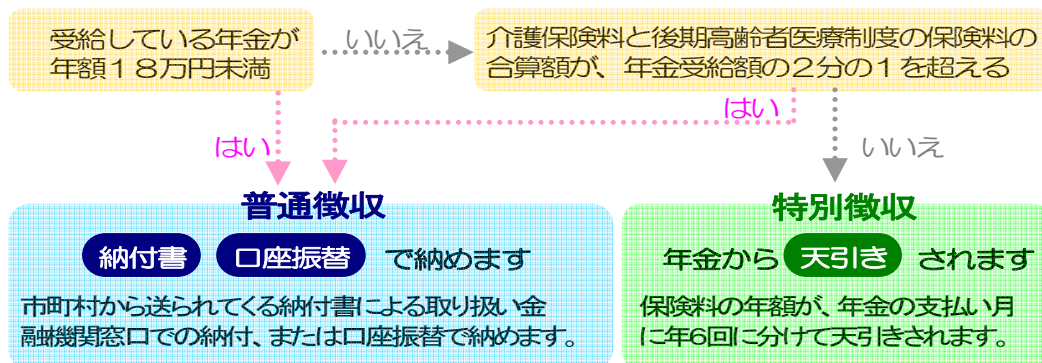 受給している年金が
年額１８万円未満
いいえ
介護保険料と後期高齢者医療制度の保険料の
合算額が、年金受給額の２分の１を超える
はい
はい
いいえ
普通徴収
納付書 口座振替 で納めます
市町村から送られてくる納付書による取り扱い金
融機関窓口での納付、または口座振替で納めます。
特別徴収
年金から 天引き されます
保険料の年額が、年金の支払い月
に年6回に分けて天引きされます。